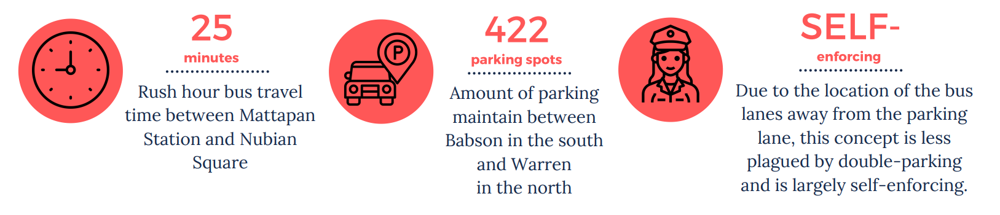 25
minutes
Rush hour bus travel
time between Mattapan
Station and Nubian
Square
P
422
parking spots
Amount of parking
maintain between
Babson in the south
and Warren
in the north
SELF-
enforcing
Due to the location of the bus
lanes away from the parking
lane, this concept is less
plagued by double-parking
and is largely self-enforcing.